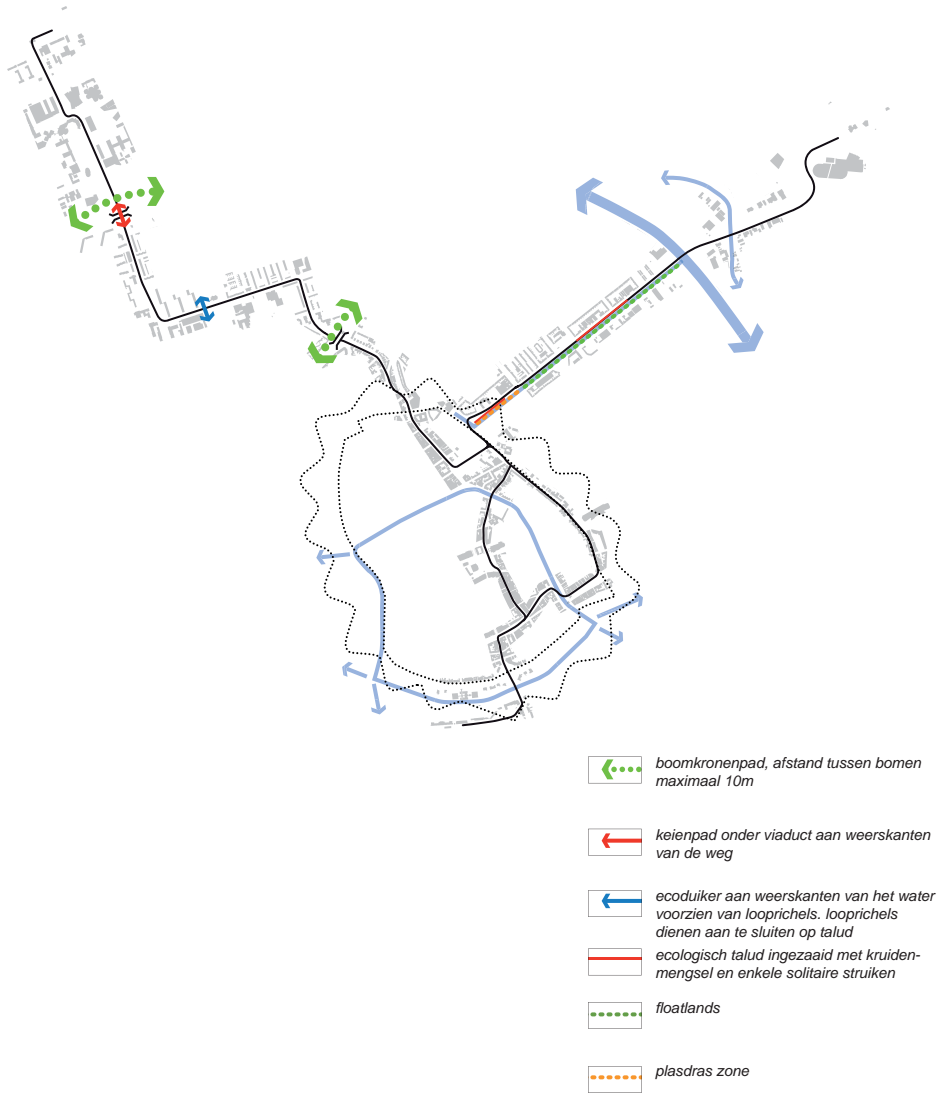 boomkronenpad, afstand tussen bomen
maximaal 10m
keienpad onder viaduct aan weerskanten
van de weg
ecoduiker aan weerskanten van het water
voorzien van looprichels. looprichels
dienen aan te sluiten op talud
ecologisch talud ingezaaid met kruiden-
mengsel en enkele solitaire struiken
floatlands
plasdras zone